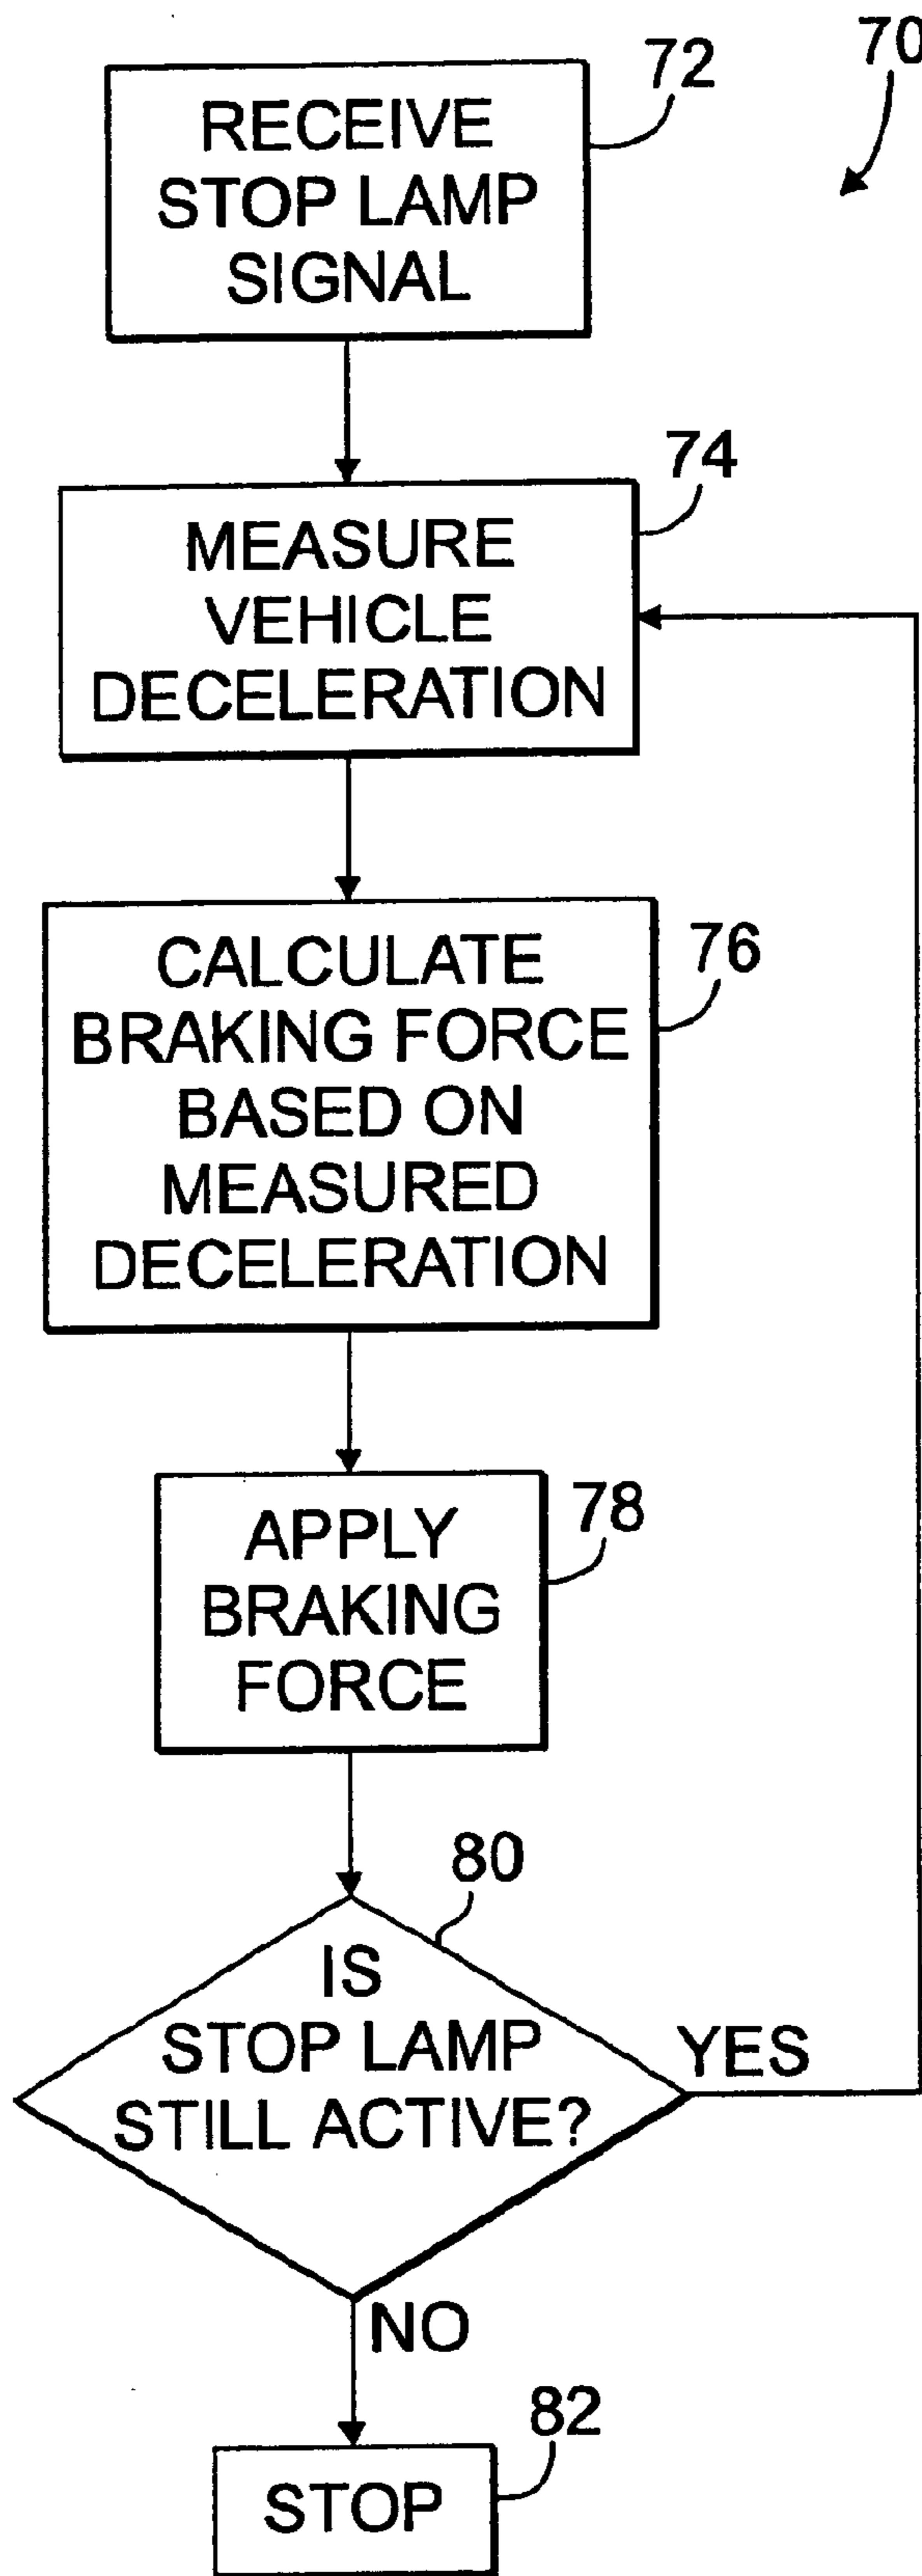 70
72
RECEIVE
STOP LAMP
SIGNAL
74
MEASURE
VEHICLE
DECELERATION
76
CALCULATE
BRAKING FORCE
BASED ON
MEASURED
DECELERATION
78
APPLY
BRAKING
FORCE
80
IS
STOP LAMP
STILL ACTIVE?
YES
NO
82
STOP